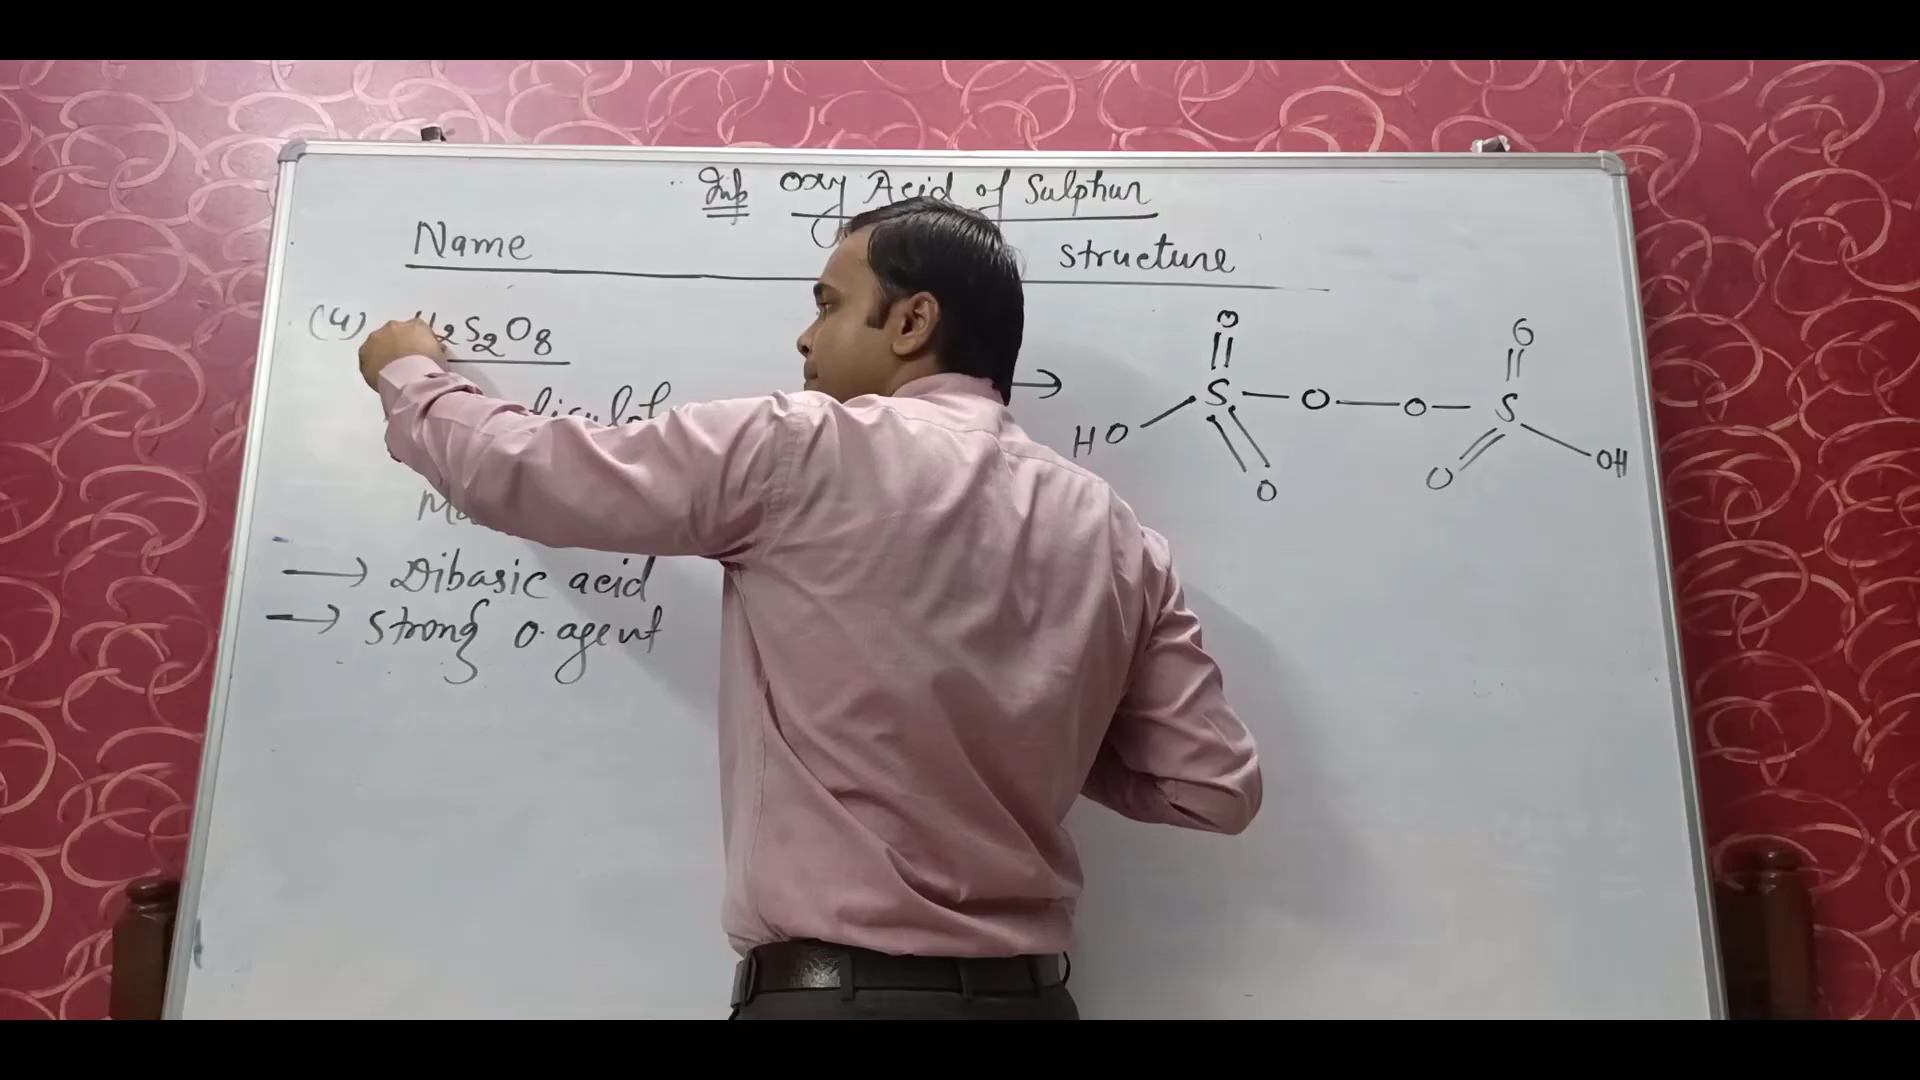 Imp Oxy Acid of Sulphur
Name structure
(4) H2S2O8
→
O O
|| ||
S — O — O — S
HO O O OH
→ Dibasic acid
→ strong o. agent